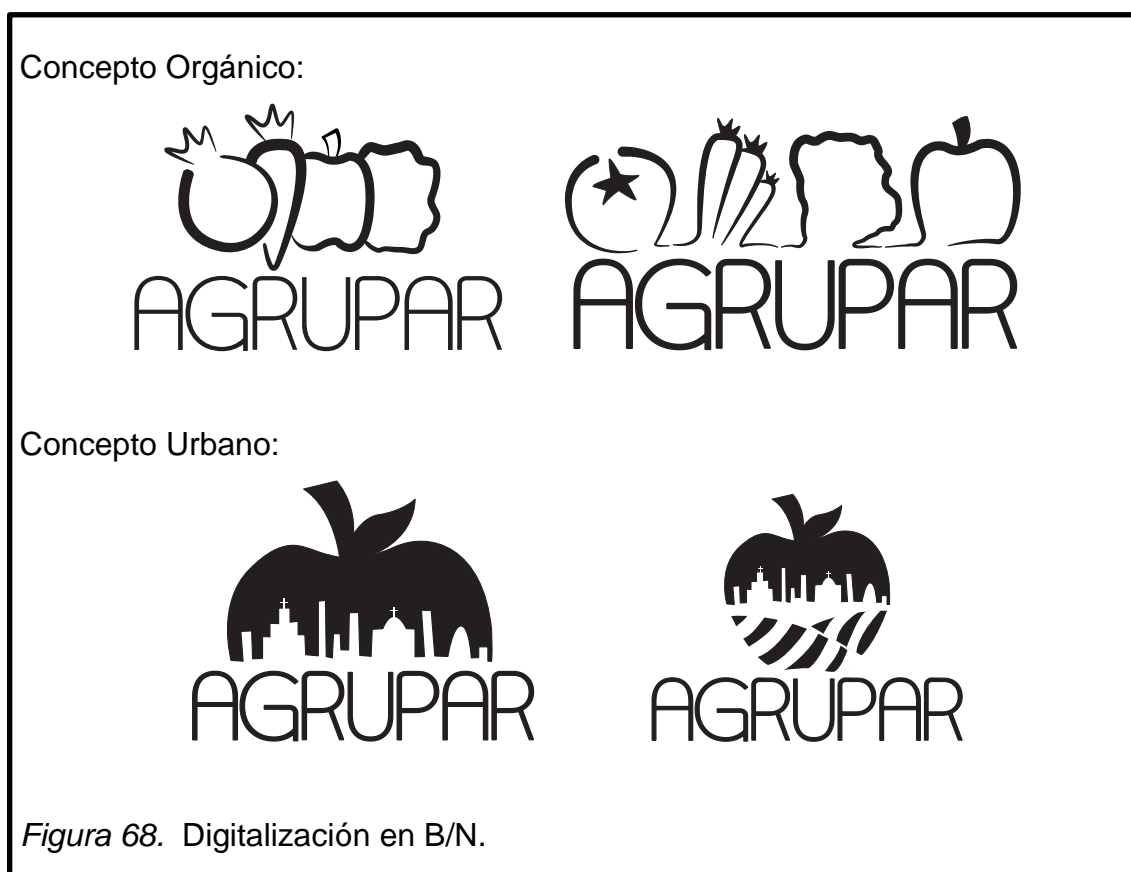 Concepto Orgánico:
AGRUPAR AGRUPAR
Concepto Urbano:
AGRUPAR AGRUPAR
Figura 68. Digitalización en B/N.